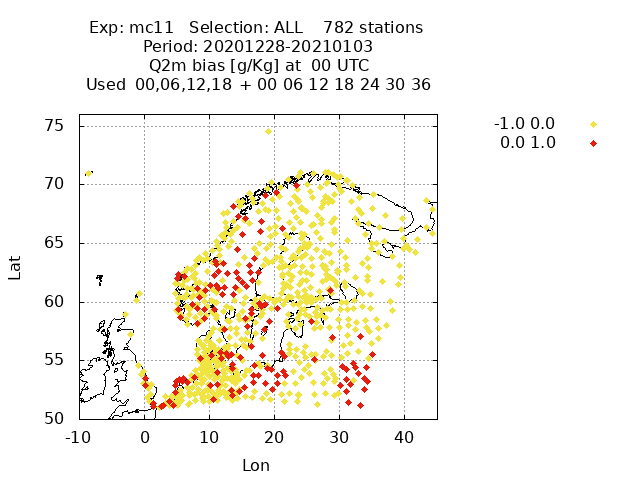 Exp: mc11 Selection: ALL 782 stations
Period: 20201228-20210103
Q2m bias [g/Kg] at 00 UTC
Used 00,06,12,18 + 00 06 12 18 24 30 36
-1.0 0.0
0.0 1.0
75
70
65
60
55
50
Lat
-10 0 10 20 30 40
Lon